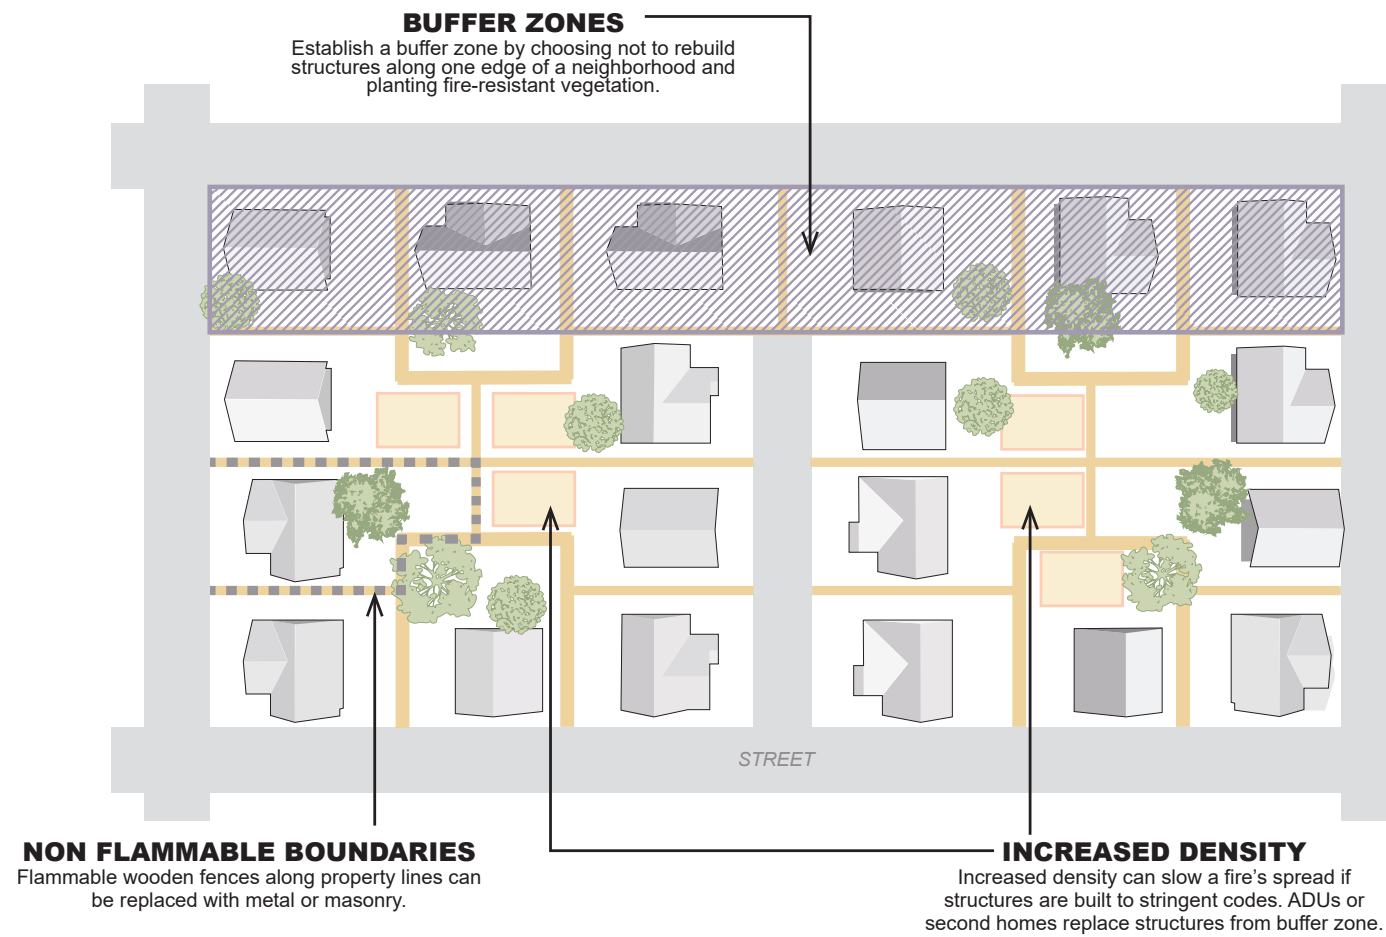 BUFFER ZONES
Establish a buffer zone by choosing not to rebuild
structures along one edge of a neighborhood and
planting fire-resistant vegetation.
STREET
NON FLAMMABLE BOUNDARIES
Flammable wooden fences along property lines can
be replaced with metal or masonry.
INCREASED DENSITY
Increased density can slow a fire’s spread if
structures are built to stringent codes. ADUs or
second homes replace structures from buffer zone.